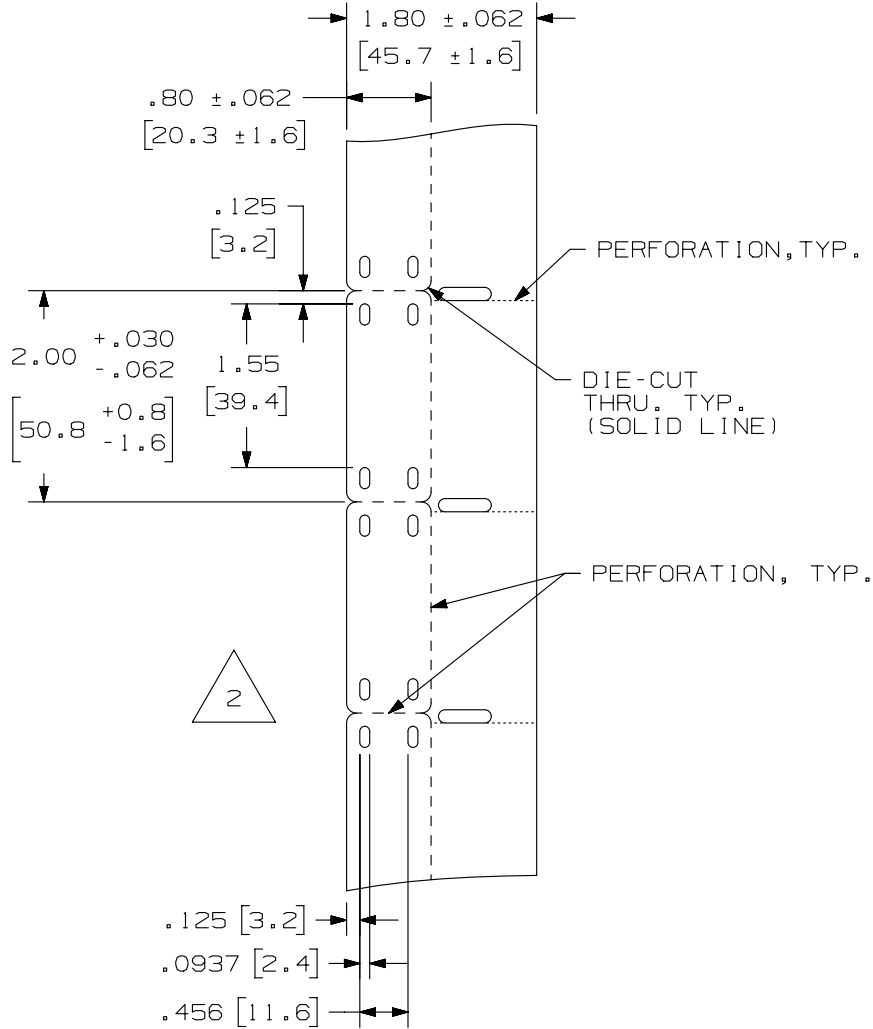 1.80 ±.062
[45.7 ±1.6]
.80 ±.062
[20.3 ±1.6]
.125
[3.2]
PERFORATION,TYP.
2.00 +.030 -.062
[50.8 +0.8 -1.6]
1.55
[39.4]
DIE-CUT
THRU. TYP.
(SOLID LINE)
PERFORATION, TYP.
2
.125 [3.2]
.0937 [2.4]
.456 [11.6]